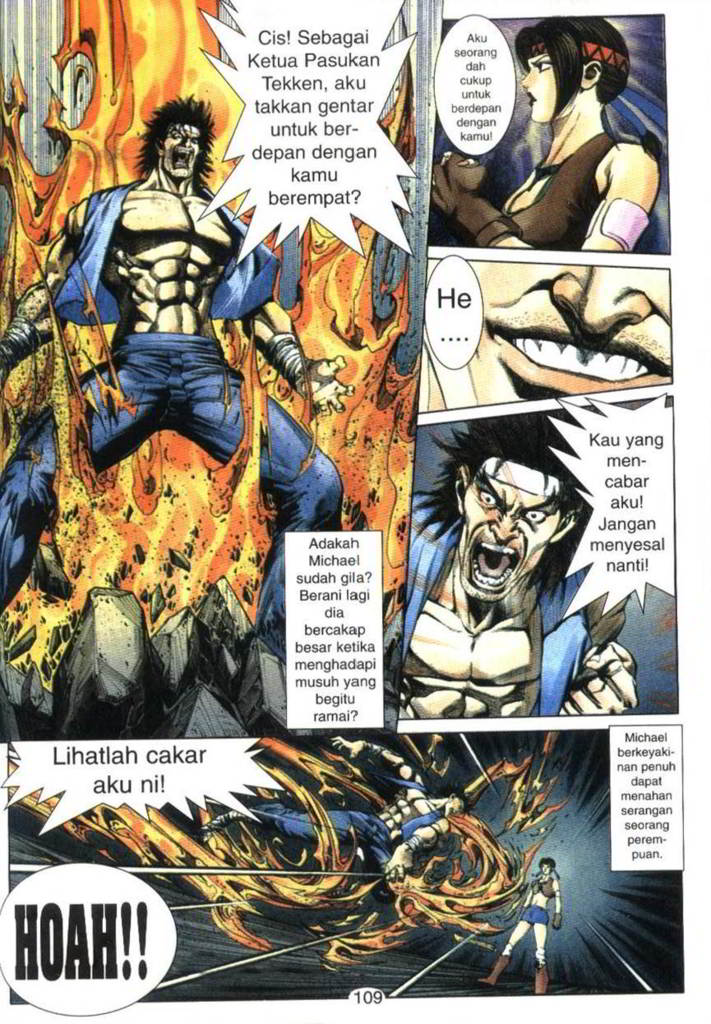 Cis! Sebagai
Ketua Pasukan
Tekken, aku
takkan gentar
untuk ber-
depan dengan
kamu
berempat?
Aku
seorang
dah
cukup
untuk
berdepan
dengan
kamu!
He
....
Kau yang
men-
cabar
aku!
Jangan
menyesal
nanti!
Adakah
Michael
sudah gila?
Berani lagi
dia
bercakap
besar ketika
menghadapi
musuh yang
begitu
ramai?
Lihatlah cakar
aku ni!
Michael
berkeyaki-
nan penuh
dapat
menahan
serangan
seorang
perem-
puan.
HOAH!!
109